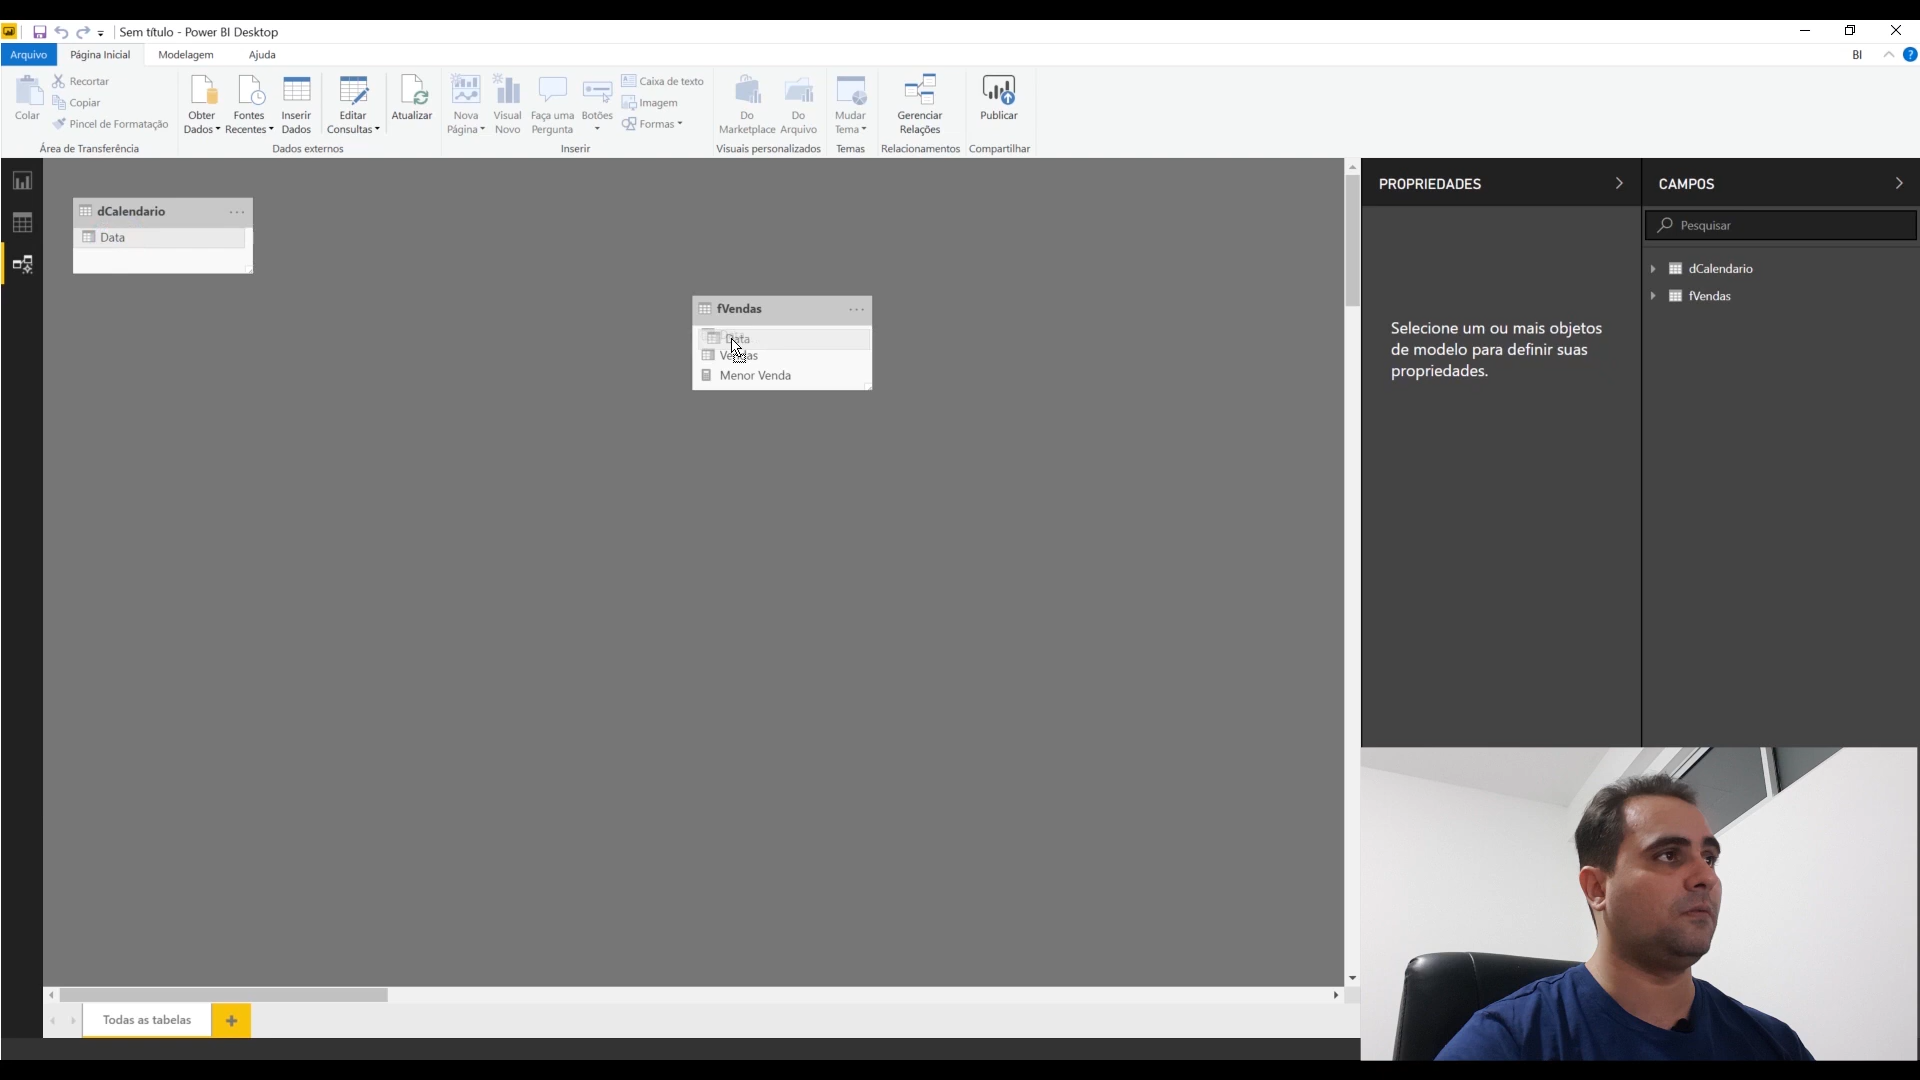 Sem título - Power BI Desktop
Arquivo
Página Inicial
Modelagem
Ajuda
BI
?
Colar
Recortar
Copiar
Pincel de Formatação
Área de Transferência
Obter
Dados
Fontes
Recentes
Inserir
Dados
Editar
Consultas
Atualizar
Dados externos
Nova
Página
Visual
Novo
Faça uma
Pergunta
Botões
Caixa de texto
Imagem
Formas
Inserir
Do
Marketplace
Do
Arquivo
Visuais personalizados
Mudar
Tema
Temas
Gerenciar
Relações
Relacionamentos
Publicar
Compartilhar
dCalendario
Data
fVendas
Data
Vendas
Menor Venda
PROPRIEDADES
Selecione um ou mais objetos
de modelo para definir suas
propriedades.
CAMPOS
Pesquisar
dCalendario
fVendas
Todas as tabelas